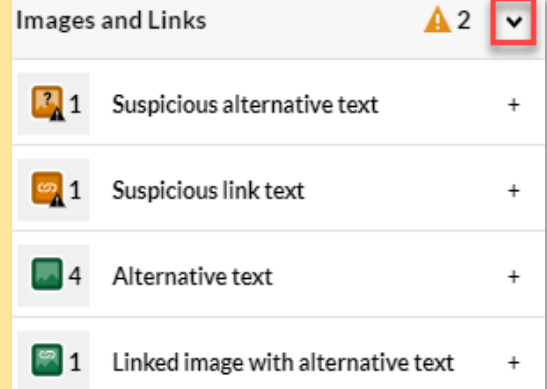 Images and Links 2
1 Suspicious alternative text +
1 Suspicious link text +
4 Alternative text +
1 Linked image with alternative text +